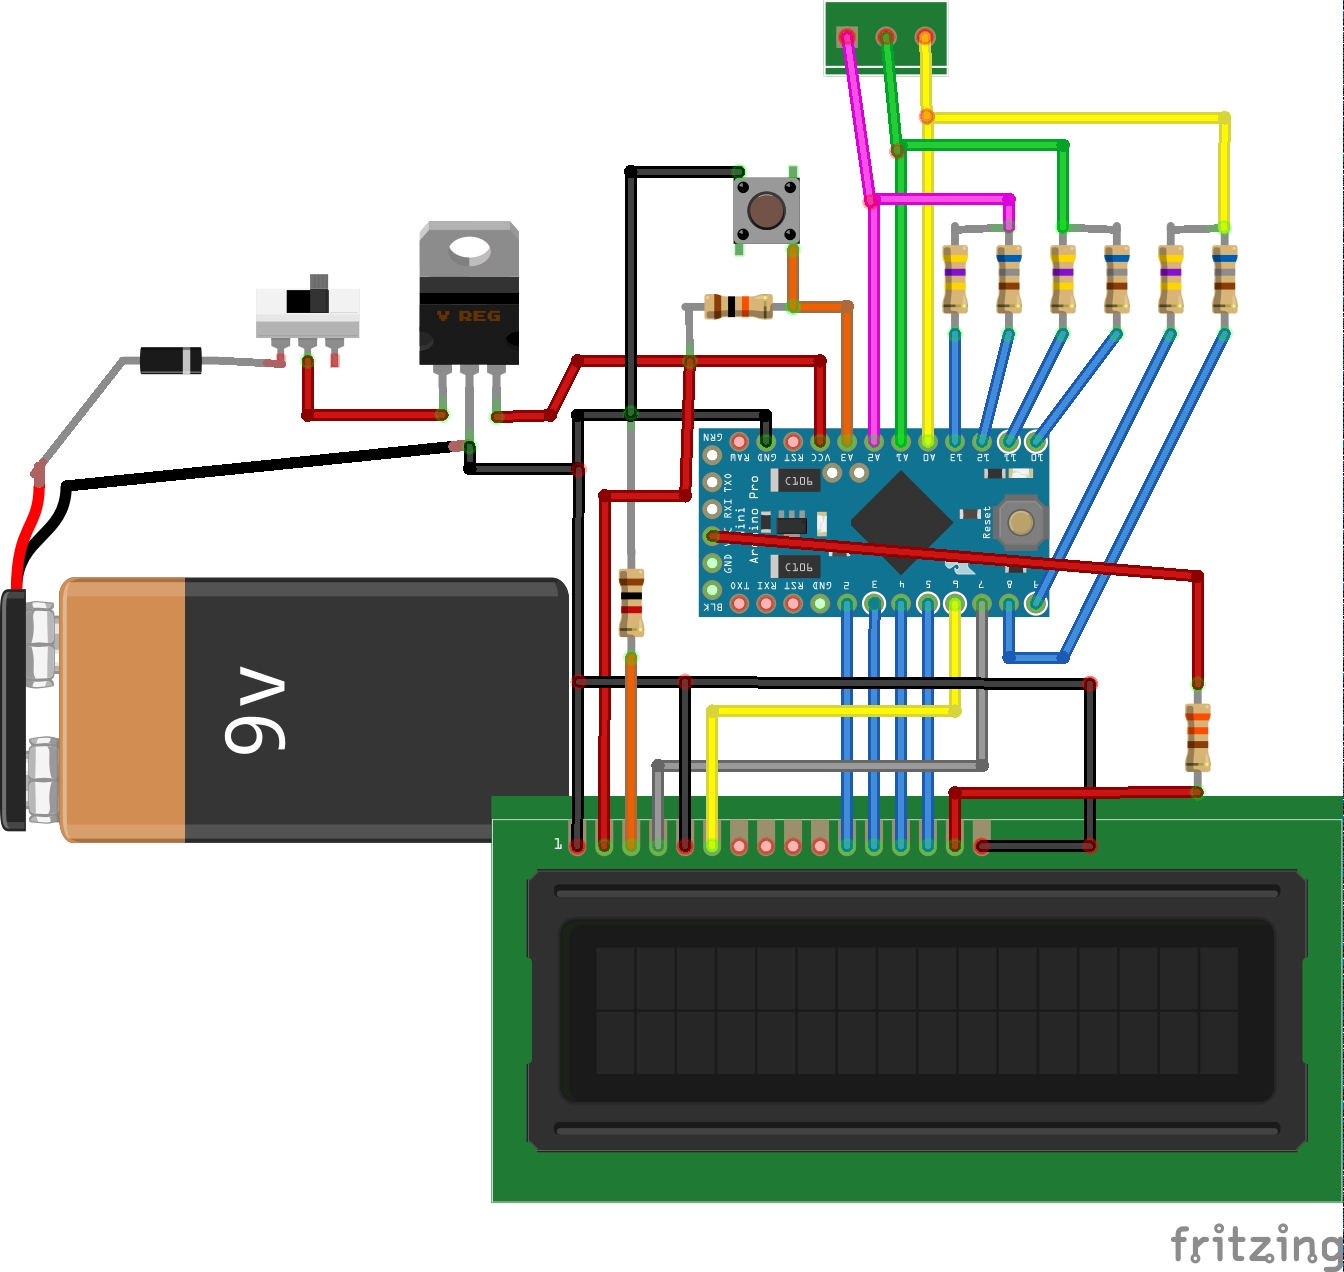 V REG
GRN
RAW
GND
RST
VCC
A3
A2
A1
A0
13
12
11
10
TXO
RXI
GND
BLK
C106
C106
Arduino Pro
Mini
Reset
TXO
RXI
RST
GND
2
3
4
5
6
7
8
9
9v
1
fritzing